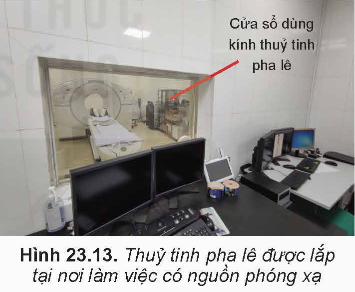 Cửa sổ dùng
kính thuỷ tinh
pha lê
Hình 23.13. Thuỷ tinh pha lê được lắp
tại nơi làm việc có nguồn phóng xạ